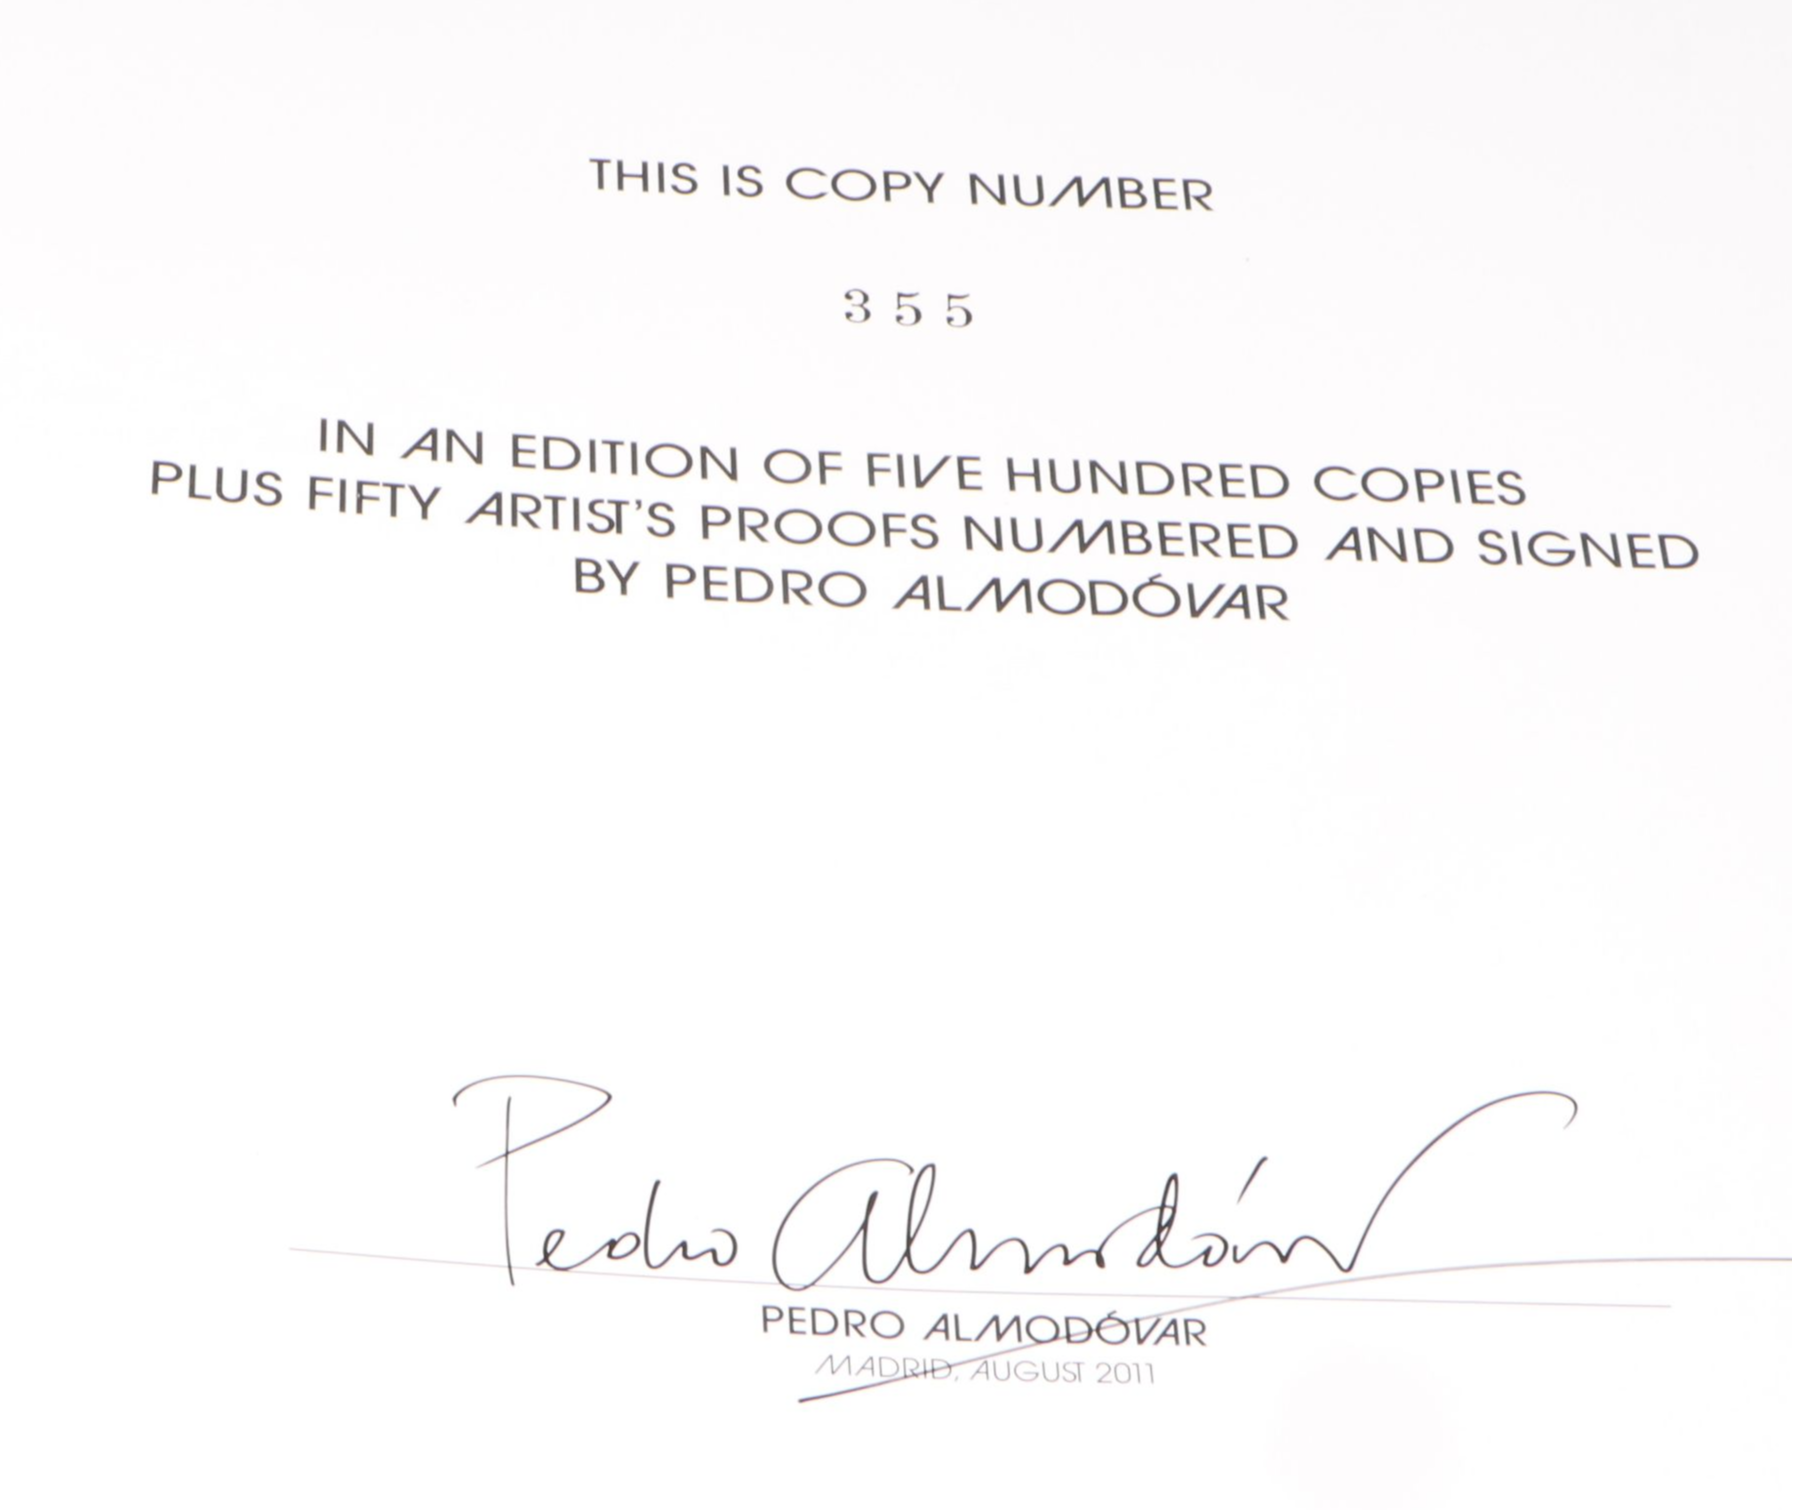 THIS IS COPY NUMBER
355
IN AN EDITION OF FIVE HUNDRED COPIES
PLUS FIFTY ARTIST'S PROOFS NUMBERED AND SIGNED
BY PEDRO ALMODÓVAR
Pedro Almodóvar
PEDRO ALMODÓVAR
MADRID, AUGUST 2011